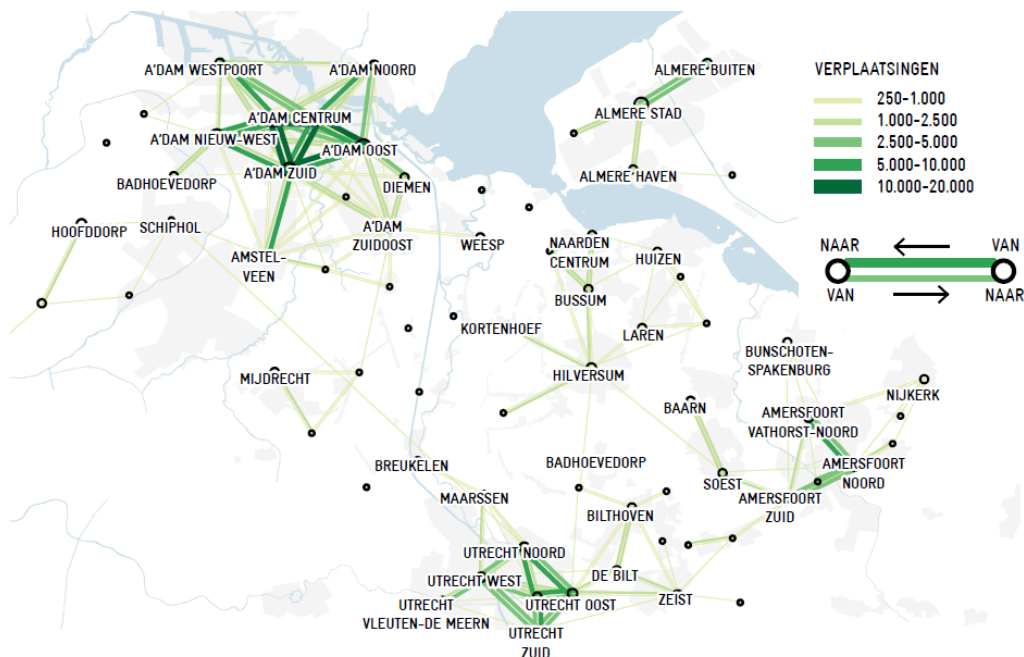 A'DAM WESTPOORT
A'DAM NOORD
A'DAM CENTRUM
A'DAM NIEUW-WEST
A'DAM OOST
A'DAM ZUID
BADHOEVEDORP
DIEMEN
HOOFDDORP
SCHIPHOL
A'DAM
ZUIDOOST
AMSTEL-
VEEN
WEESP
ALMERE BUITEN
ALMERE STAD
ALMERE HAVEN
VERPLAATSINGEN
250-1.000
1.000-2.500
2.500-5.000
5.000-10.000
10.000-20.000
NAAR
VAN
VAN
NAAR
NAARDEN
CENTRUM
HUIZEN
BUSSUM
KORTENHOEF
LAREN
HILVERSUM
MIJDRECHT
BUNSCHOTEN-
SPAKENBURG
NIJKERK
BAARN
AMERSFOORT
VATHORST-NOORD
BREUKELEN
BADHOEVEDORP
AMERSFOORT
NOORD
SOEST
AMERSFOORT
ZUID
MAARSSEN
BILTHOVEN
UTRECHT NOORD
UTRECHT WEST
DE BILT
UTRECHT
VLEUTEN-DE MEERN
UTRECHT OOST
ZEIST
UTRECHT
ZUID